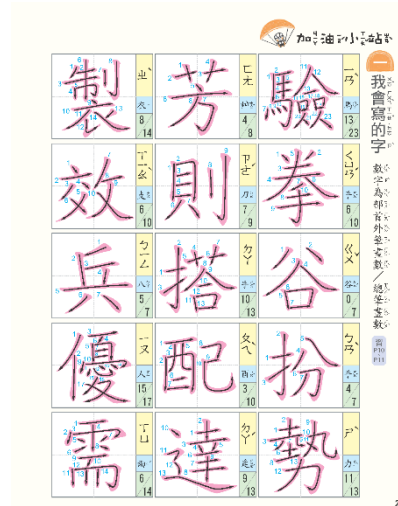 加油小站
一 我會寫的字
數字為部首外筆畫數／總筆畫數
習 P10 P11
驗 ㄧㄢˋ 馬 13 23
芳 ㄈㄤ 艸 4 8
製 ㄓˋ 衣 8 14
拳 ㄑㄩㄢˊ 手 6 10
則 ㄗㄜˊ 刀 7 9
效 ㄒㄧㄠˋ 攴 6 10
谷 ㄍㄨˇ 谷 0 7
搭 ㄉㄚ 手 10 13
兵 ㄅㄧㄥ 八 5 7
扮 ㄅㄢˋ 手 4 7
配 ㄆㄟˋ 酉 3 10
優 ㄧㄡ 人 15 17
勢 ㄕˋ 力 11 13
達 ㄉㄚˊ 辵 9 13
需 ㄒㄩ 雨 6 14